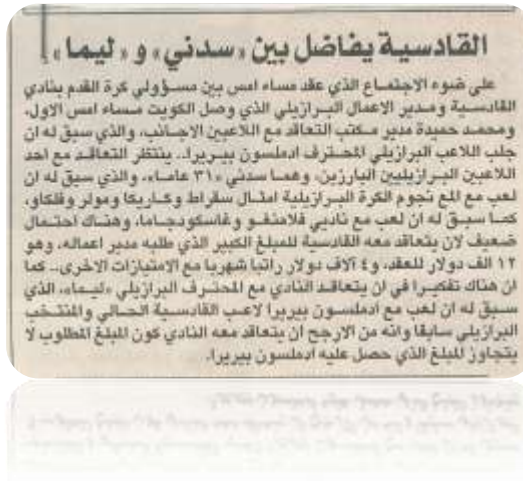 القادسية يفاضل بين «سدني» و «ليما»!
على ضوء الاجتماع الذي عقد مساء امس بين مسؤولي كرة القدم بنادي
القادسية ومدير الاعمال البرازيلي الذي وصل الكويت مساء امس الاول،
ومحمد حميدة مدير مكتب التعاقد مع اللاعبين الاجانب، والذي سبق له ان
جلب اللاعب البرازيلي المحترف ادملسون بيريرا.. ينتظر التعاقد مع احد
اللاعبين البرازيليين البارزين، وهما سدني «٣١ عاما»، والذي سبق له ان
لعب مع المع نجوم الكرة البرازيلية امثال سقراط وكاريكا ومولر وفلكاو،
كما سبق له ان لعب مع ناديي فلامنغو وفاسكودجاما، وهناك احتمال
ضعيف لان يتعاقد معه القادسية للمبلغ الكبير الذي طلبه مدير اعماله، وهو
١٢ الف دولار للعقد، و٤ آلاف دولار راتبا شهريا مع الامتيازات الاخرى.. كما
ان هناك تفكيرا في ان يتعاقد النادي مع المحترف البرازيلي «ليما»، الذي
سبق له ان لعب مع ادملسون بيريرا لاعب القادسية الحالي والمنتخب
البرازيلي سابقا وانه من الارجح ان يتعاقد معه النادي كون المبلغ المطلوب لا
يتجاوز المبلغ الذي حصل عليه ادملسون بيريرا.